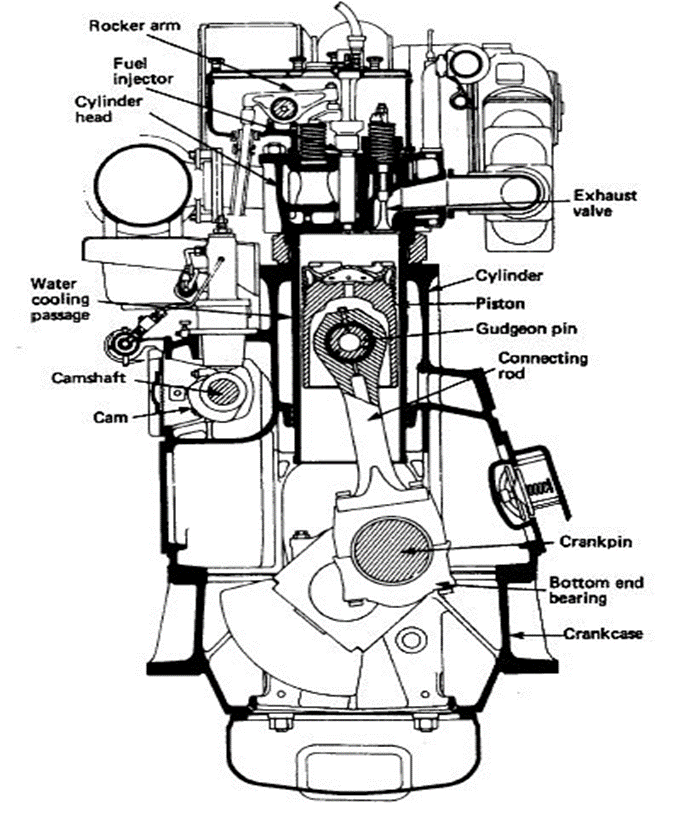 Rocker arm
Fuel
injector
Cylinder
head
Exhaust
valve
Water
cooling
passage
Cylinder
Piston
Gudgeon pin
Connecting
rod
Camshaft
Cam
Crankpin
Bottom end
bearing
Crankcase